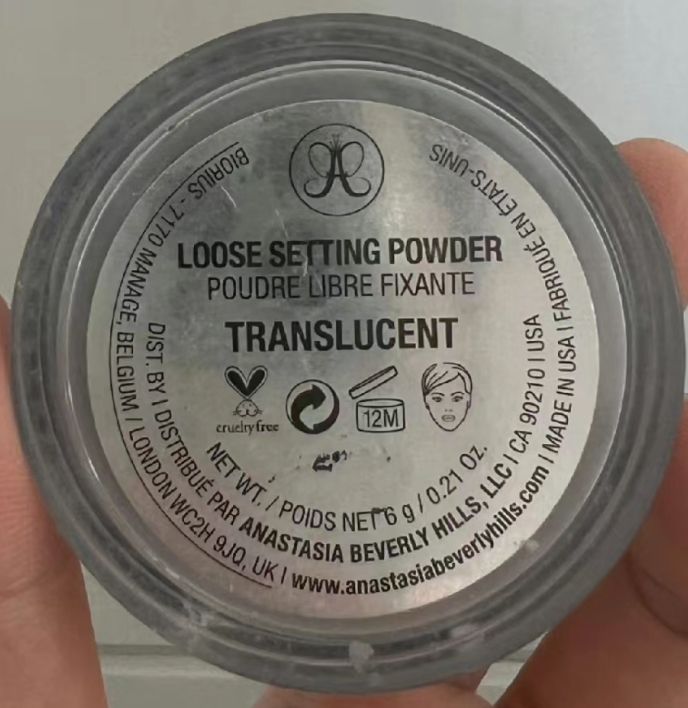 LOOSE SETTING POWDER
POUDRE LIBRE FIXANTE
TRANSLUCENT
cruelty free
12M
NET WT. / POIDS NET 6 g / 0.21 Oz.
DIST. BY | DISTRIBUÉ PAR ANASTASIA BEVERLY HILLS, LLC | CA 90210 | USA
BIORIUS - 7170 MANAGE, BELGIUM / LONDON WC2H 9JQ, UK | www.anastasiabeverlyhills.com | MADE IN USA | FABRIQUÉ EN ÉTATS-UNIS